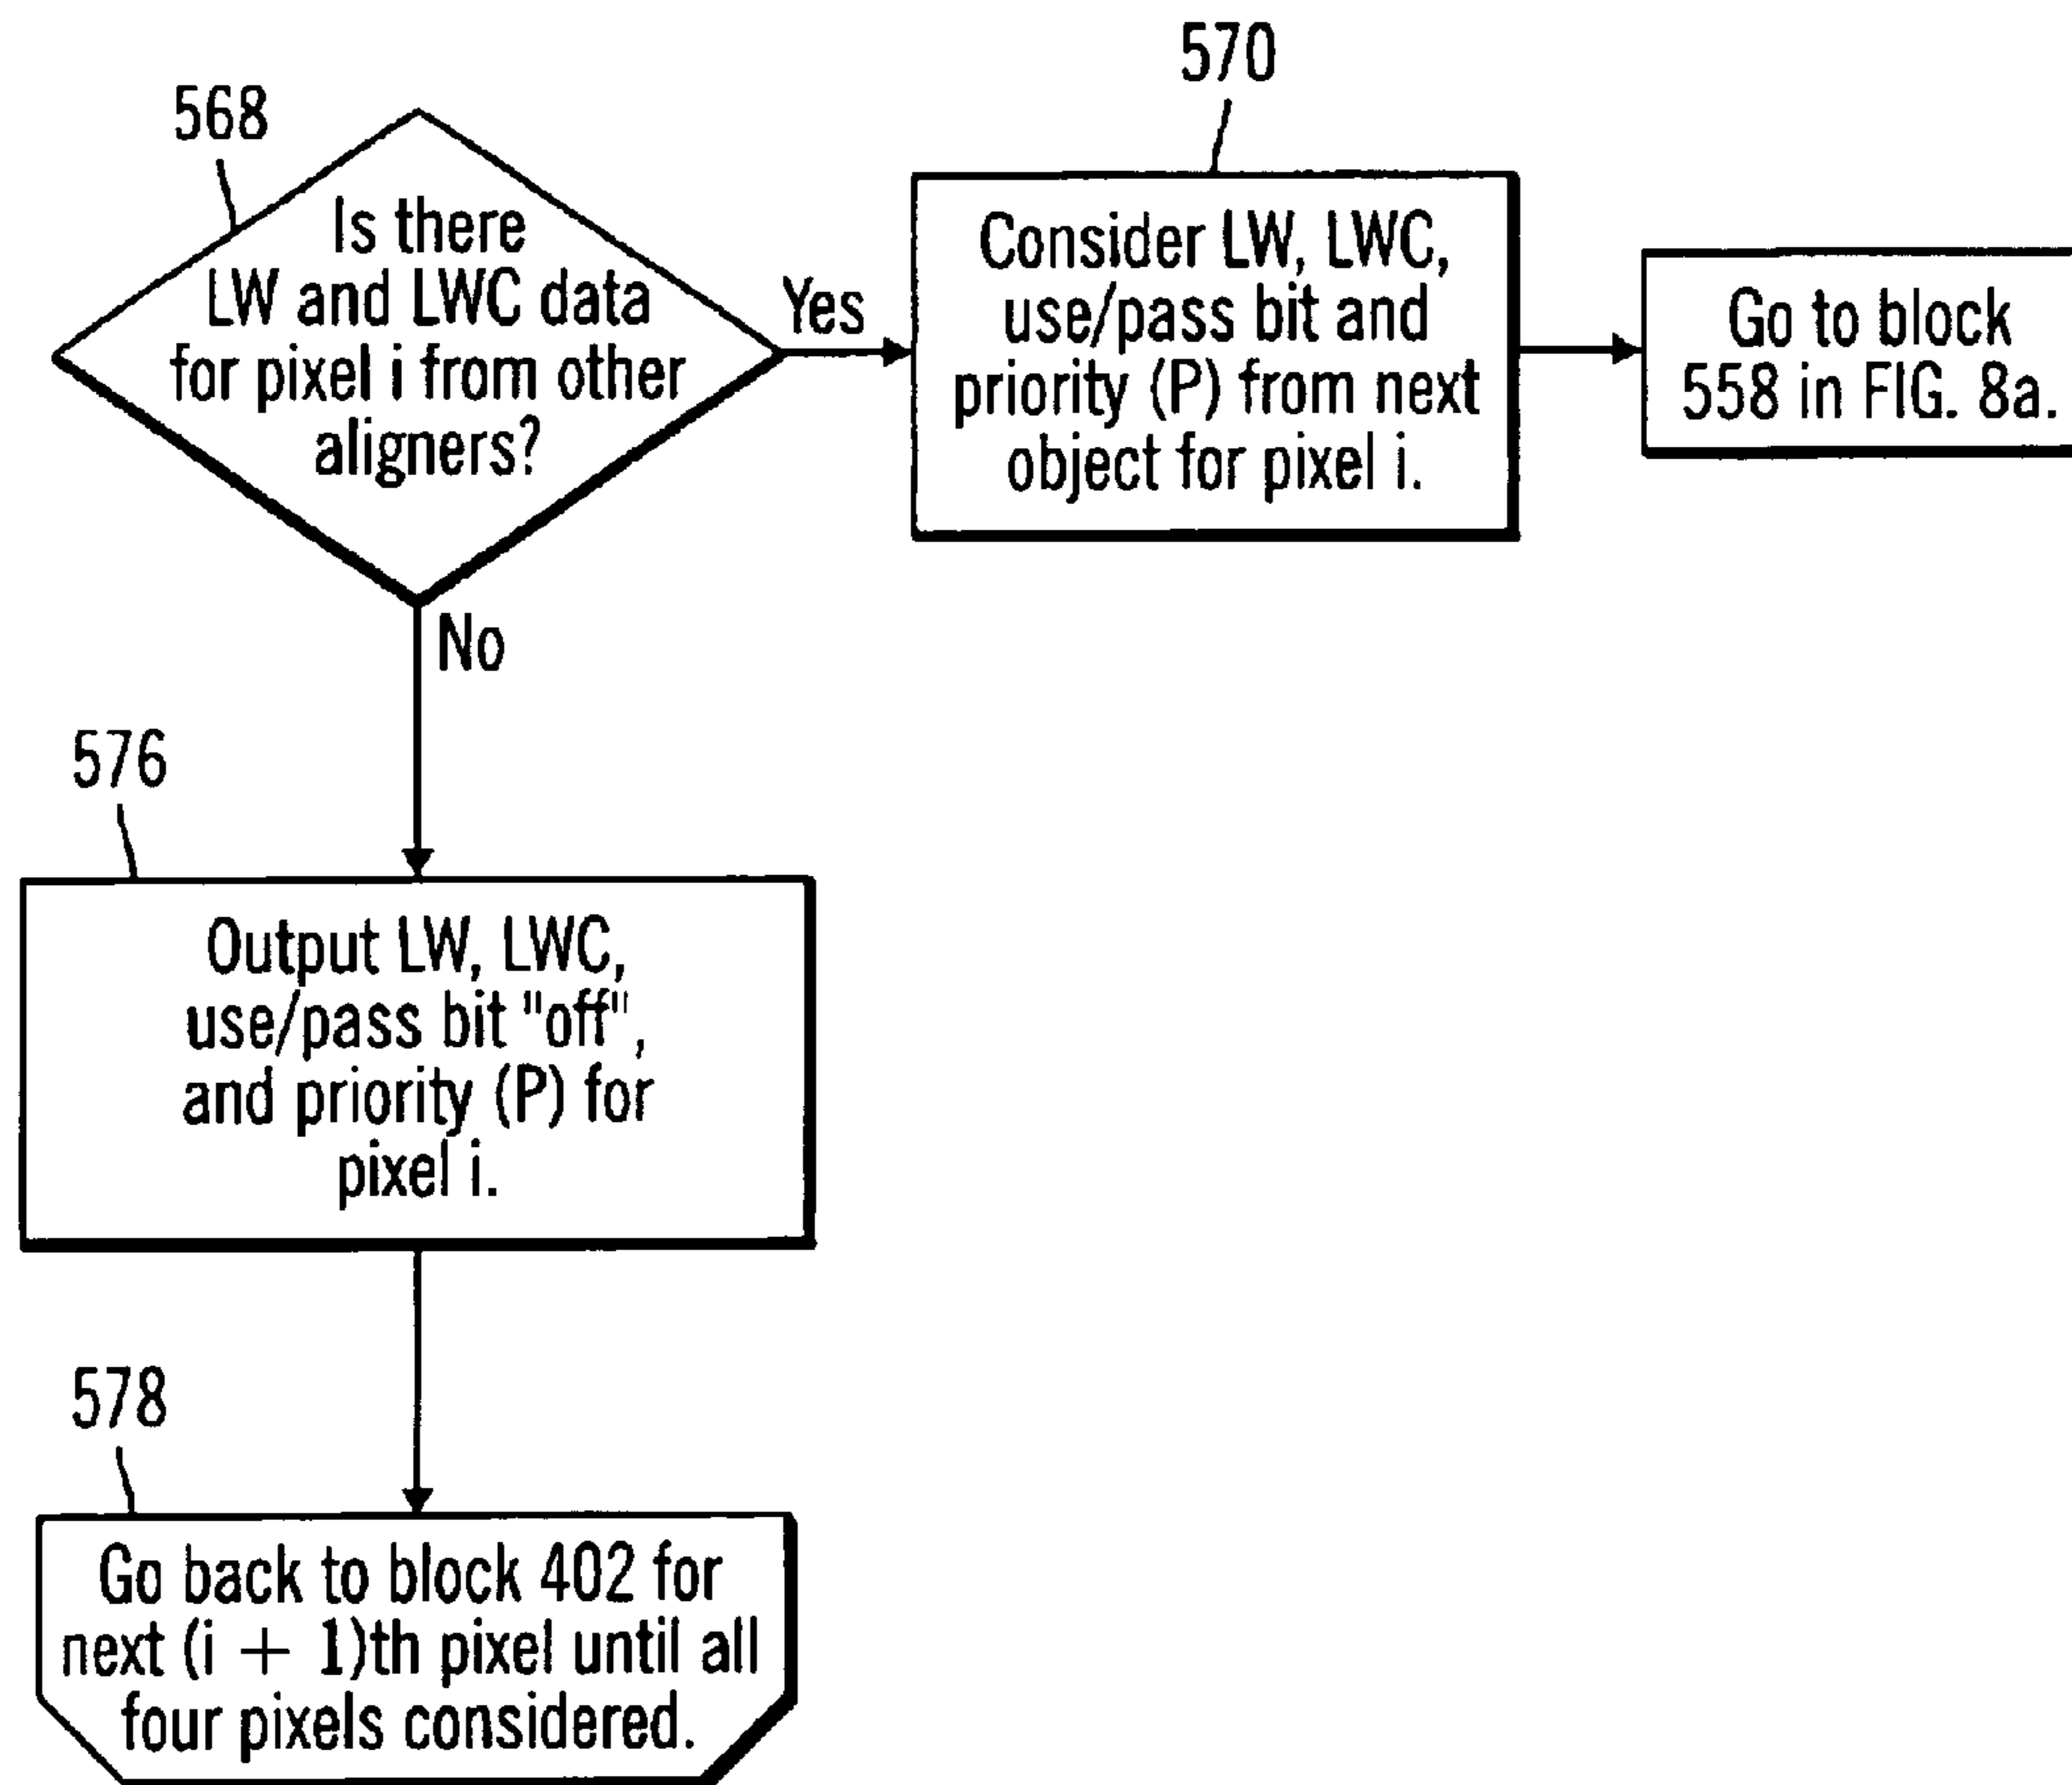 568
Is there
LW and LWC data
for pixel i from other
aligners?
Yes
570
Consider LW, LWC,
use/pass bit and
priority (P) from next
object for pixel i.
Go to block
558 in FIG. 8a.
No
576
Output LW, LWC,
use/pass bit "off",
and priority (P) for
pixel i.
578
Go back to block 402 for
next (i + 1)th pixel until all
four pixels considered.